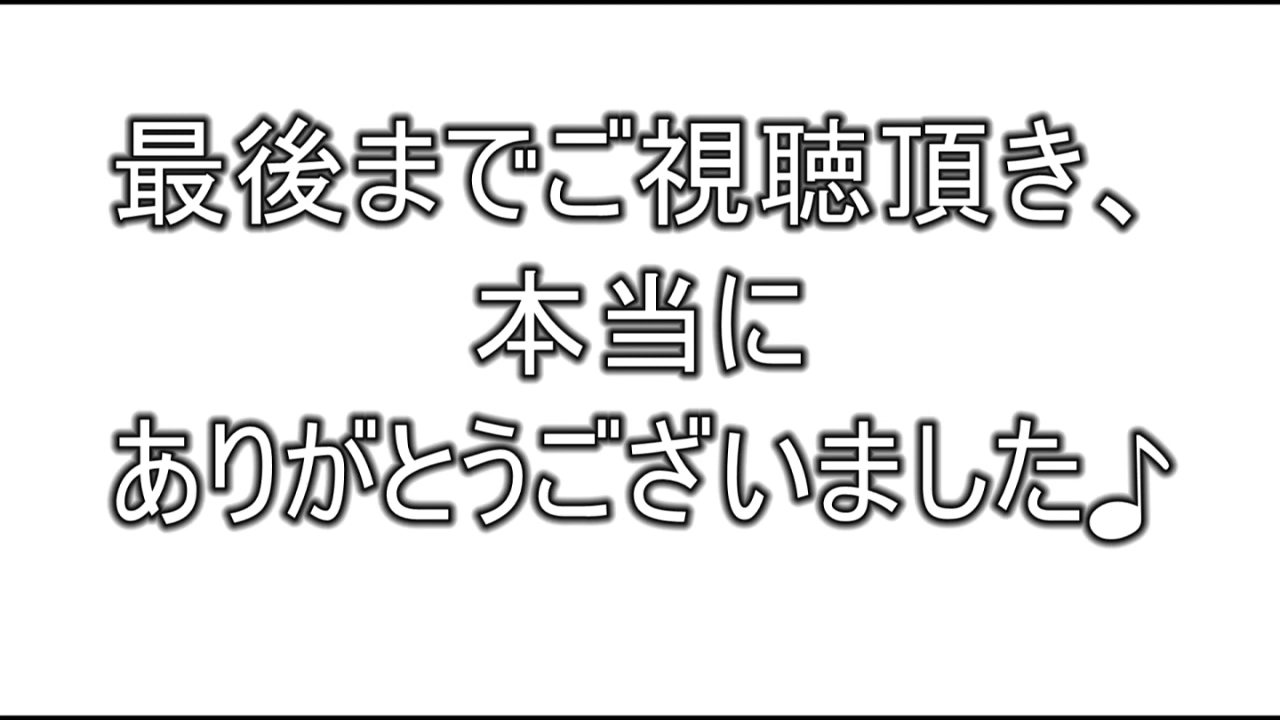 最後までご視聴頂き、
本当に
ありがとうございました♪